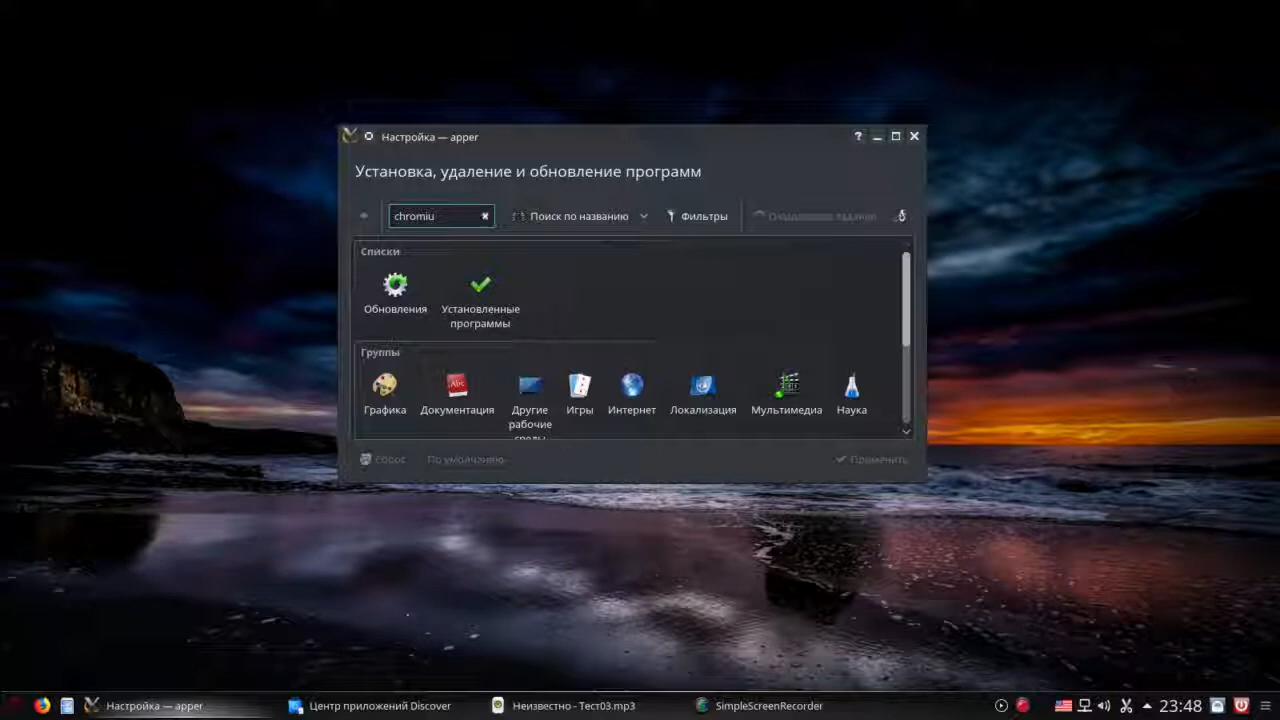 Настройка — apper
?
Установка, удаление и обновление программ
chromiu
Поиск по названию
Фильтры
Списки
Обновления
Установленные
программы
Группы
Графика
Документация
Другие
рабочие
среды
Игры
Интернет
Локализация
Мультимедиа
Наука
Сброс
По умолчанию
Применить
Настройка — apper
Центр приложений Discover
Неизвестно - Тест03.mp3
SimpleScreenRecorder
23:48